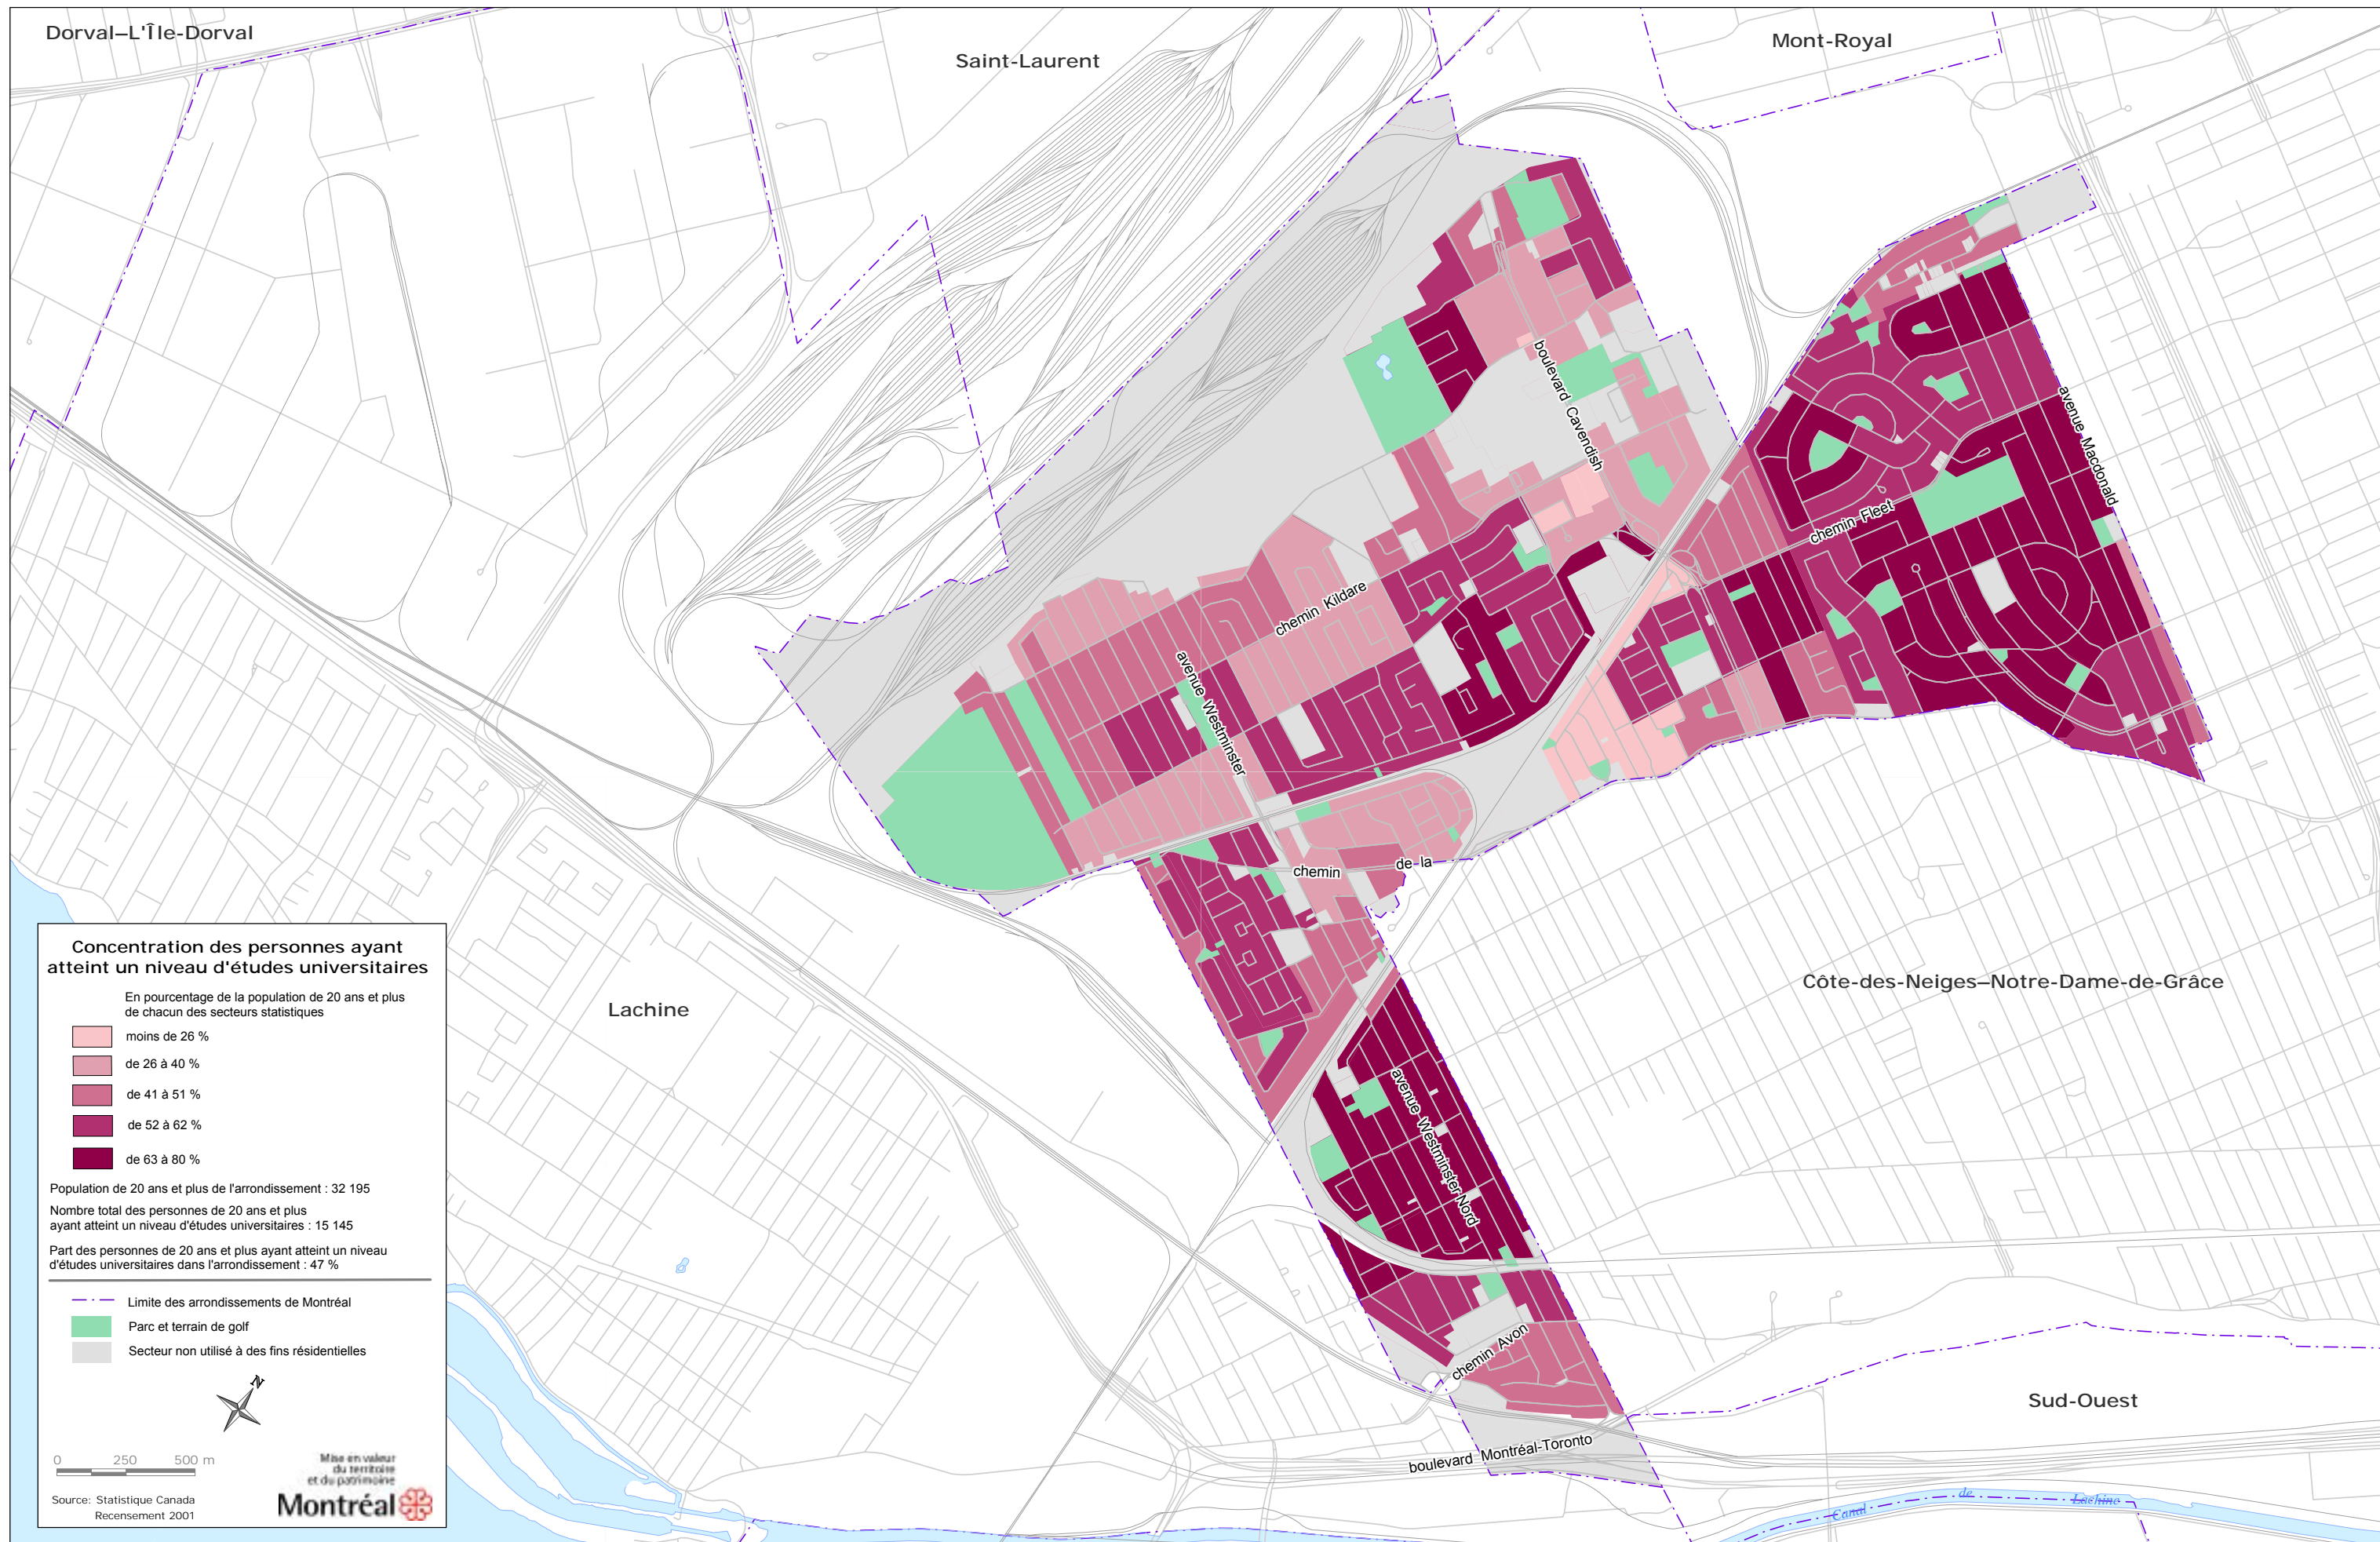 Dorval–L'Île-Dorval
Saint-Laurent
Mont-Royal
boulevard Cavendish
avenue Macdonald
chemin Fleet
chemin Kildare
avenue Westminster
chemin de la
Lachine
Côte-des-Neiges–Notre-Dame-de-Grâce
avenue Westminster Nord
chemin Avon
Sud-Ouest
boulevard Montréal-Toronto
Canal de Lachine
Concentration des personnes ayant
atteint un niveau d'études universitaires
En pourcentage de la population de 20 ans et plus
de chacun des secteurs statistiques
moins de 26 %
de 26 à 40 %
de 41 à 51 %
de 52 à 62 %
de 63 à 80 %
Population de 20 ans et plus de l'arrondissement : 32 195
Nombre total des personnes de 20 ans et plus
ayant atteint un niveau d'études universitaires : 15 145
Part des personnes de 20 ans et plus ayant atteint un niveau
d'études universitaires dans l'arrondissement : 47 %
Limite des arrondissements de Montréal
Parc et terrain de golf
Secteur non utilisé à des fins résidentielles
N
0 250 500 m
Mise en valeur
du territoire
et du patrimoine
Montréal
Source: Statistique Canada
Recensement 2001